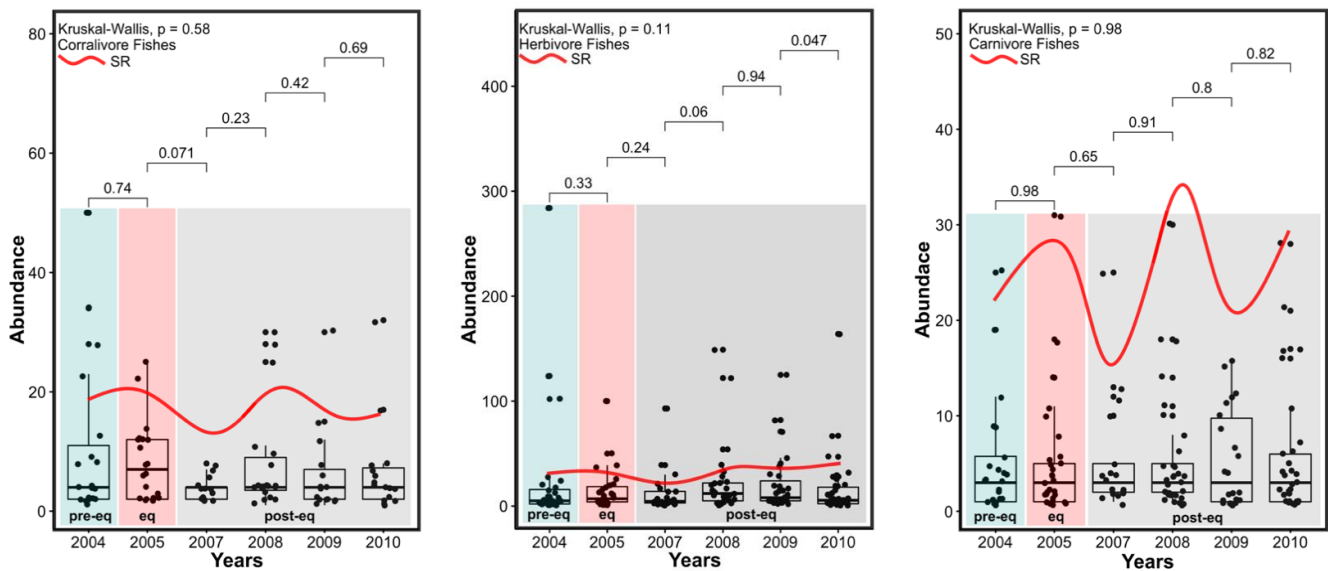 Kruskal-Wallis, p = 0.58
Corralivore Fishes
SR
0.69
0.42
0.23
0.071
0.74
80
60
40
20
0
Abundance
pre-eq
eq
post-eq
2004
2005
2007
2008
2009
2010
Years
Kruskal-Wallis, p = 0.11
Herbivore Fishes
SR
0.047
0.94
0.06
0.24
0.33
400
300
200
100
0
Abundance
pre-eq
eq
post-eq
2004
2005
2007
2008
2009
2010
Years
Kruskal-Wallis, p = 0.98
Carnivore Fishes
SR
0.82
0.8
0.91
0.65
0.98
50
40
30
20
10
0
Abundace
pre-eq
eq
post-eq
2004
2005
2007
2008
2009
2010
Years